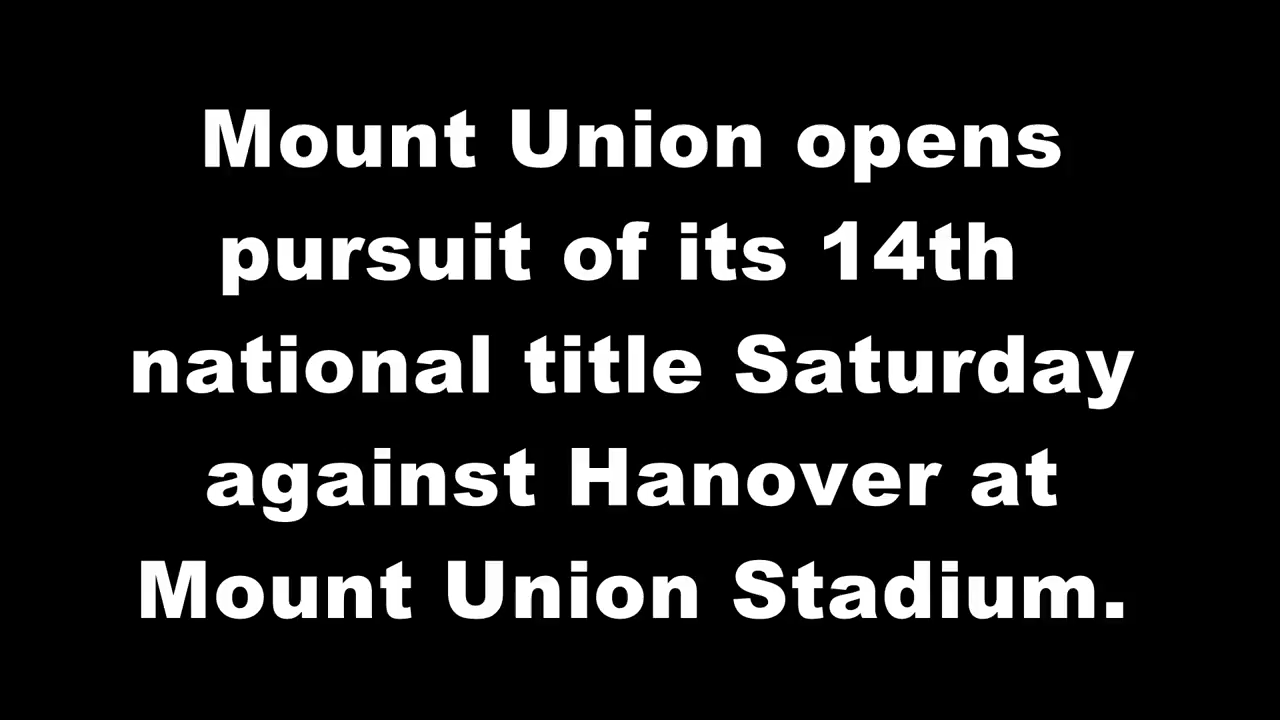 Mount Union opens
pursuit of its 14th
national title Saturday
against Hanover at
Mount Union Stadium.